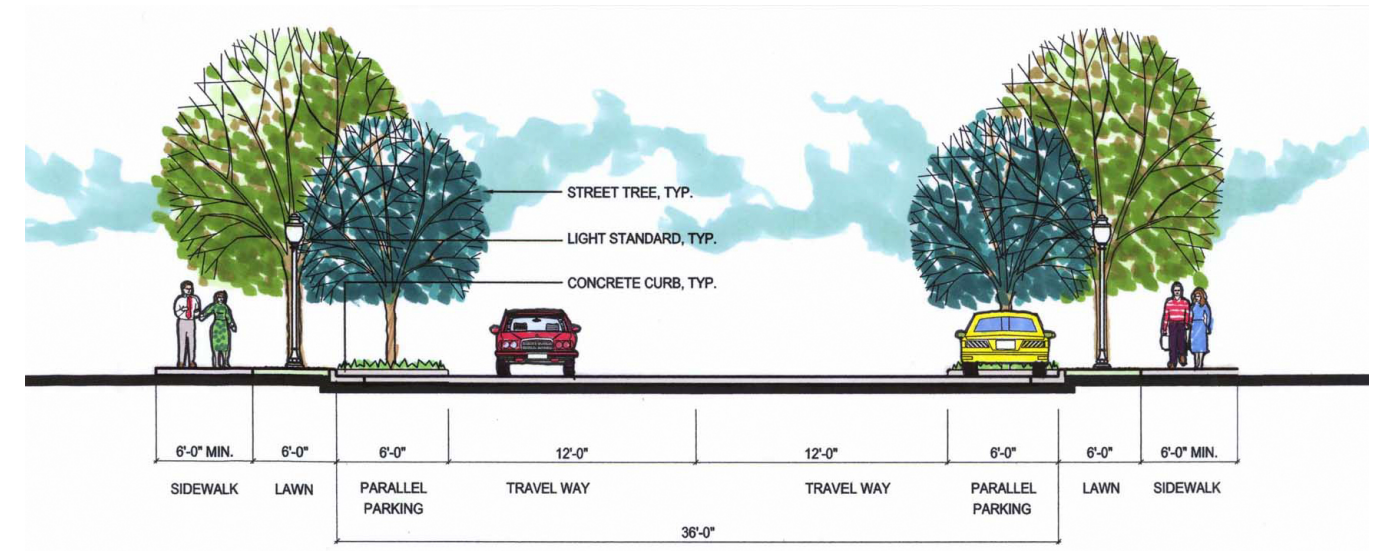 STREET TREE, TYP.
LIGHT STANDARD, TYP.
CONCRETE CURB, TYP.
6'-0" MIN.
6'-0"
6'-0"
12'-0"
12'-0"
6'-0"
6'-0"
6'-0" MIN.
SIDEWALK
LAWN
PARALLEL
PARKING
TRAVEL WAY
TRAVEL WAY
PARALLEL
PARKING
LAWN
SIDEWALK
36'-0"